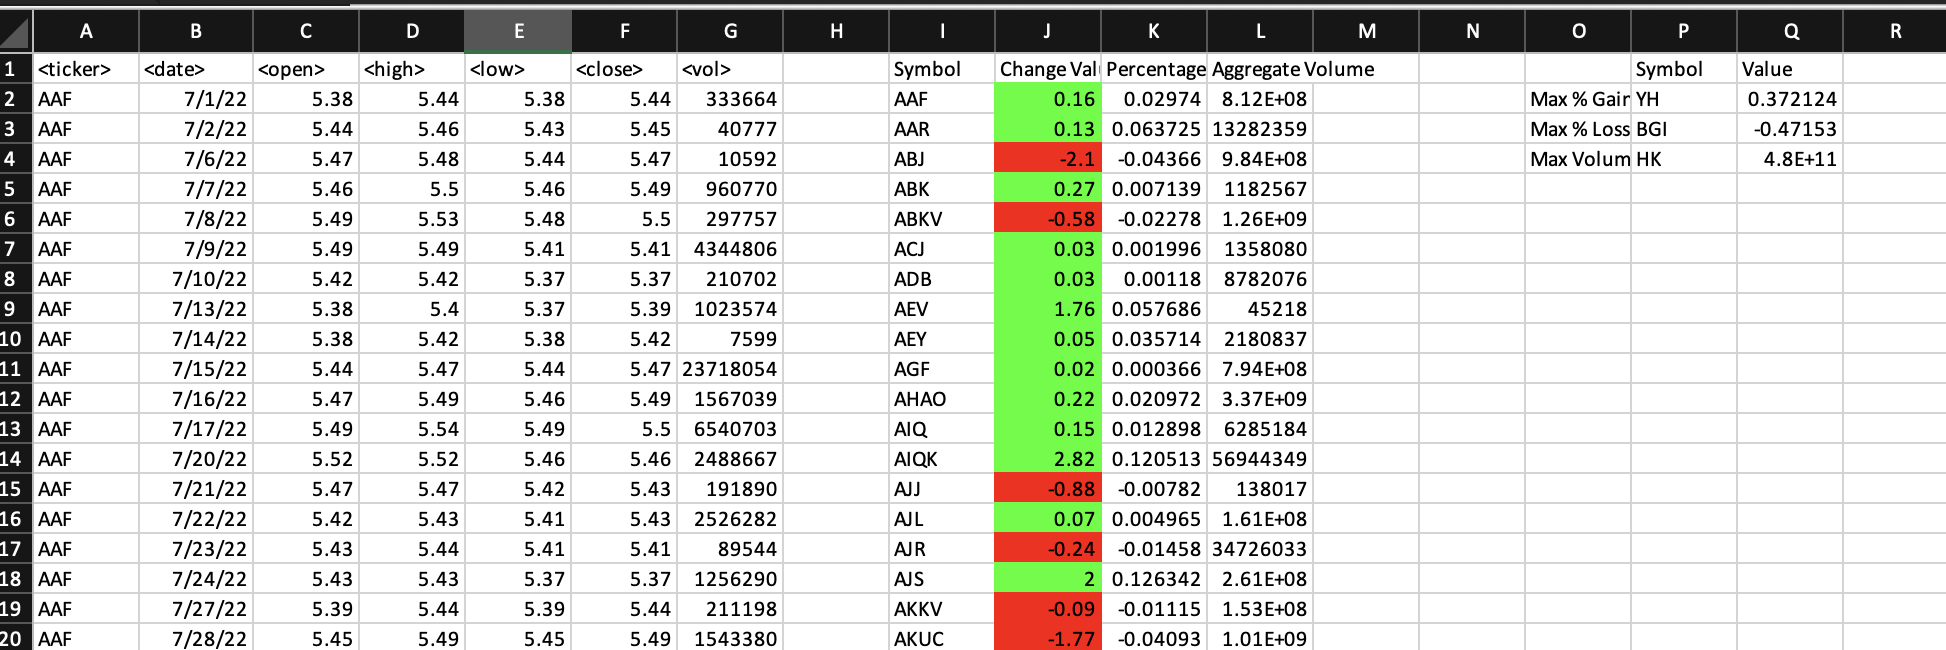 A B C D E F G H I J K L M N O P Q R
1 <ticker> <date> <open> <high> <low> <close> <vol> Symbol Change Val Percentage Aggregate Volume Symbol Value
2 AAF 7/1/22 5.38 5.44 5.38 5.44 333664 AAF 0.16 0.02974 8.12E+08 Max % Gain YH 0.372124
3 AAF 7/2/22 5.44 5.46 5.43 5.45 40777 AAR 0.13 0.063725 13282359 Max % Loss BGI -0.47153
4 AAF 7/6/22 5.47 5.48 5.44 5.47 10592 ABJ -2.1 -0.04366 9.84E+08 Max Volum HK 4.8E+11
5 AAF 7/7/22 5.46 5.5 5.46 5.49 960770 ABK 0.27 0.007139 1182567
6 AAF 7/8/22 5.49 5.53 5.48 5.5 297757 ABKV -0.58 -0.02278 1.26E+09
7 AAF 7/9/22 5.49 5.49 5.41 5.41 4344806 ACJ 0.03 0.001996 1358080
8 AAF 7/10/22 5.42 5.42 5.37 5.37 210702 ADB 0.03 0.00118 8782076
9 AAF 7/13/22 5.38 5.4 5.37 5.39 1023574 AEV 1.76 0.057686 45218
10 AAF 7/14/22 5.38 5.42 5.38 5.42 7599 AEY 0.05 0.035714 2180837
11 AAF 7/15/22 5.44 5.47 5.44 5.47 23718054 AGF 0.02 0.000366 7.94E+08
12 AAF 7/16/22 5.47 5.49 5.46 5.49 1567039 AHAO 0.22 0.020972 3.37E+09
13 AAF 7/17/22 5.49 5.54 5.49 5.5 6540703 AIQ 0.15 0.012898 6285184
14 AAF 7/20/22 5.52 5.52 5.46 5.46 2488667 AIQK 2.82 0.120513 56944349
15 AAF 7/21/22 5.47 5.47 5.42 5.43 191890 AJJ -0.88 -0.00782 138017
16 AAF 7/22/22 5.42 5.43 5.41 5.43 2526282 AJL 0.07 0.004965 1.61E+08
17 AAF 7/23/22 5.43 5.44 5.41 5.41 89544 AJR -0.24 -0.01458 34726033
18 AAF 7/24/22 5.43 5.43 5.37 5.37 1256290 AJS 2 0.126342 2.61E+08
19 AAF 7/27/22 5.39 5.44 5.39 5.44 211198 AKKV -0.09 -0.01115 1.53E+08
20 AAF 7/28/22 5.45 5.49 5.45 5.49 1543380 AKUC -1.77 -0.04093 1.01E+09